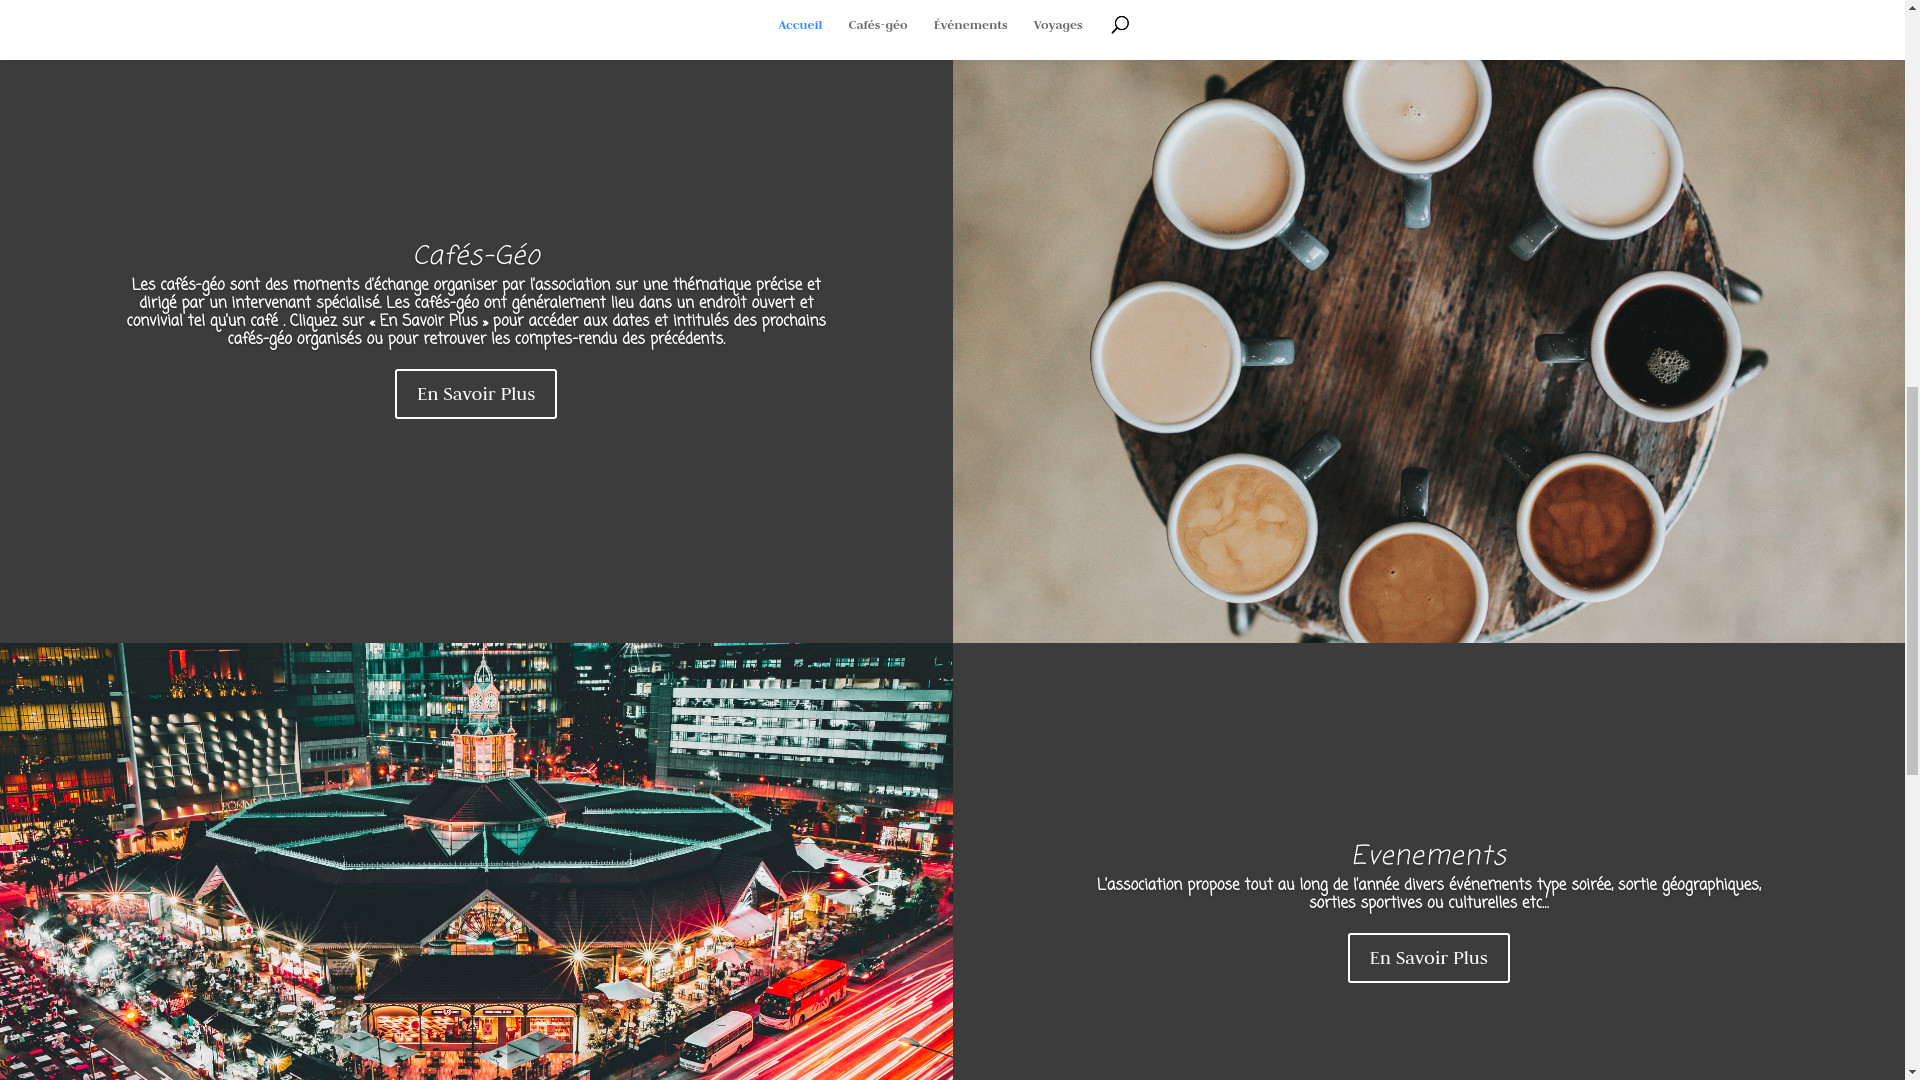 Accueil Cafés-géo Événements Voyages
Cafés-Géo
Les cafés-géo sont des moments d'échange organiser par l'association sur une thématique précise et
dirigé par un intervenant spécialisé. Les cafés-géo ont généralement lieu dans un endroit ouvert et
convivial tel qu'un café . Cliquez sur « En Savoir Plus » pour accéder aux dates et intitulés des prochains
cafés-géo organisés ou pour retrouver les comptes-rendu des précédents.
En Savoir Plus
Evenements
L'association propose tout au long de l'année divers événements type soirée, sortie géographiques,
sorties sportives ou culturelles etc...
En Savoir Plus